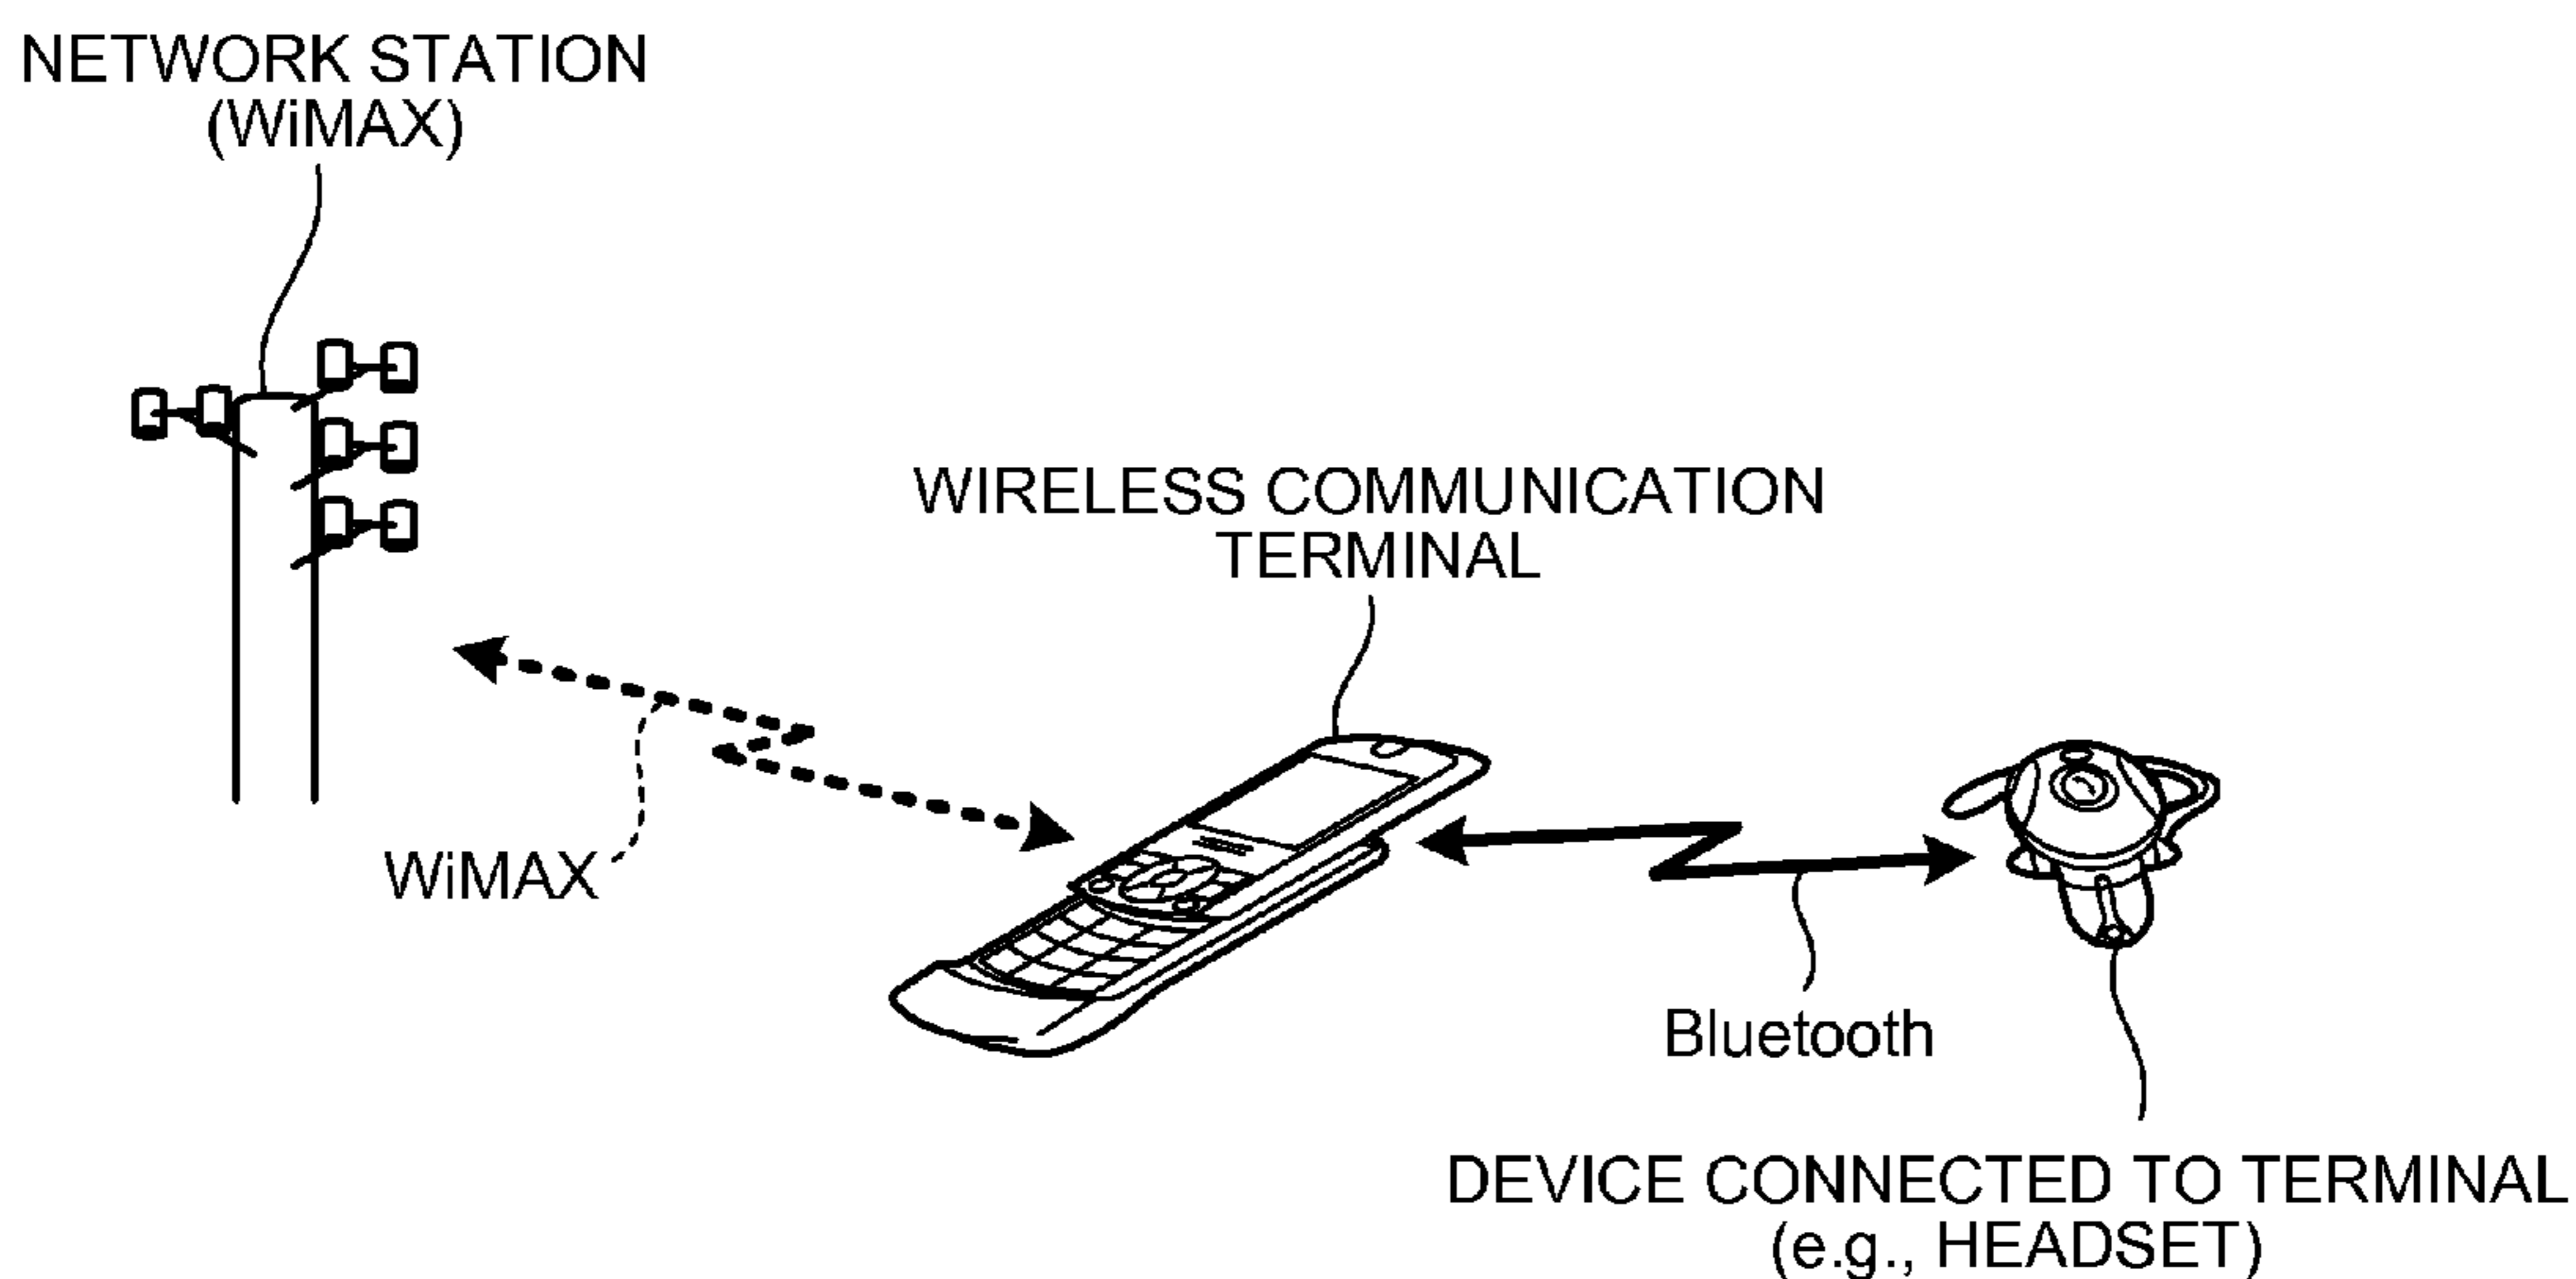 NETWORK STATION
(WiMAX)
WIRELESS COMMUNICATION
TERMINAL
WiMAX
Bluetooth
DEVICE CONNECTED TO TERMINAL
(e.g., HEADSET)